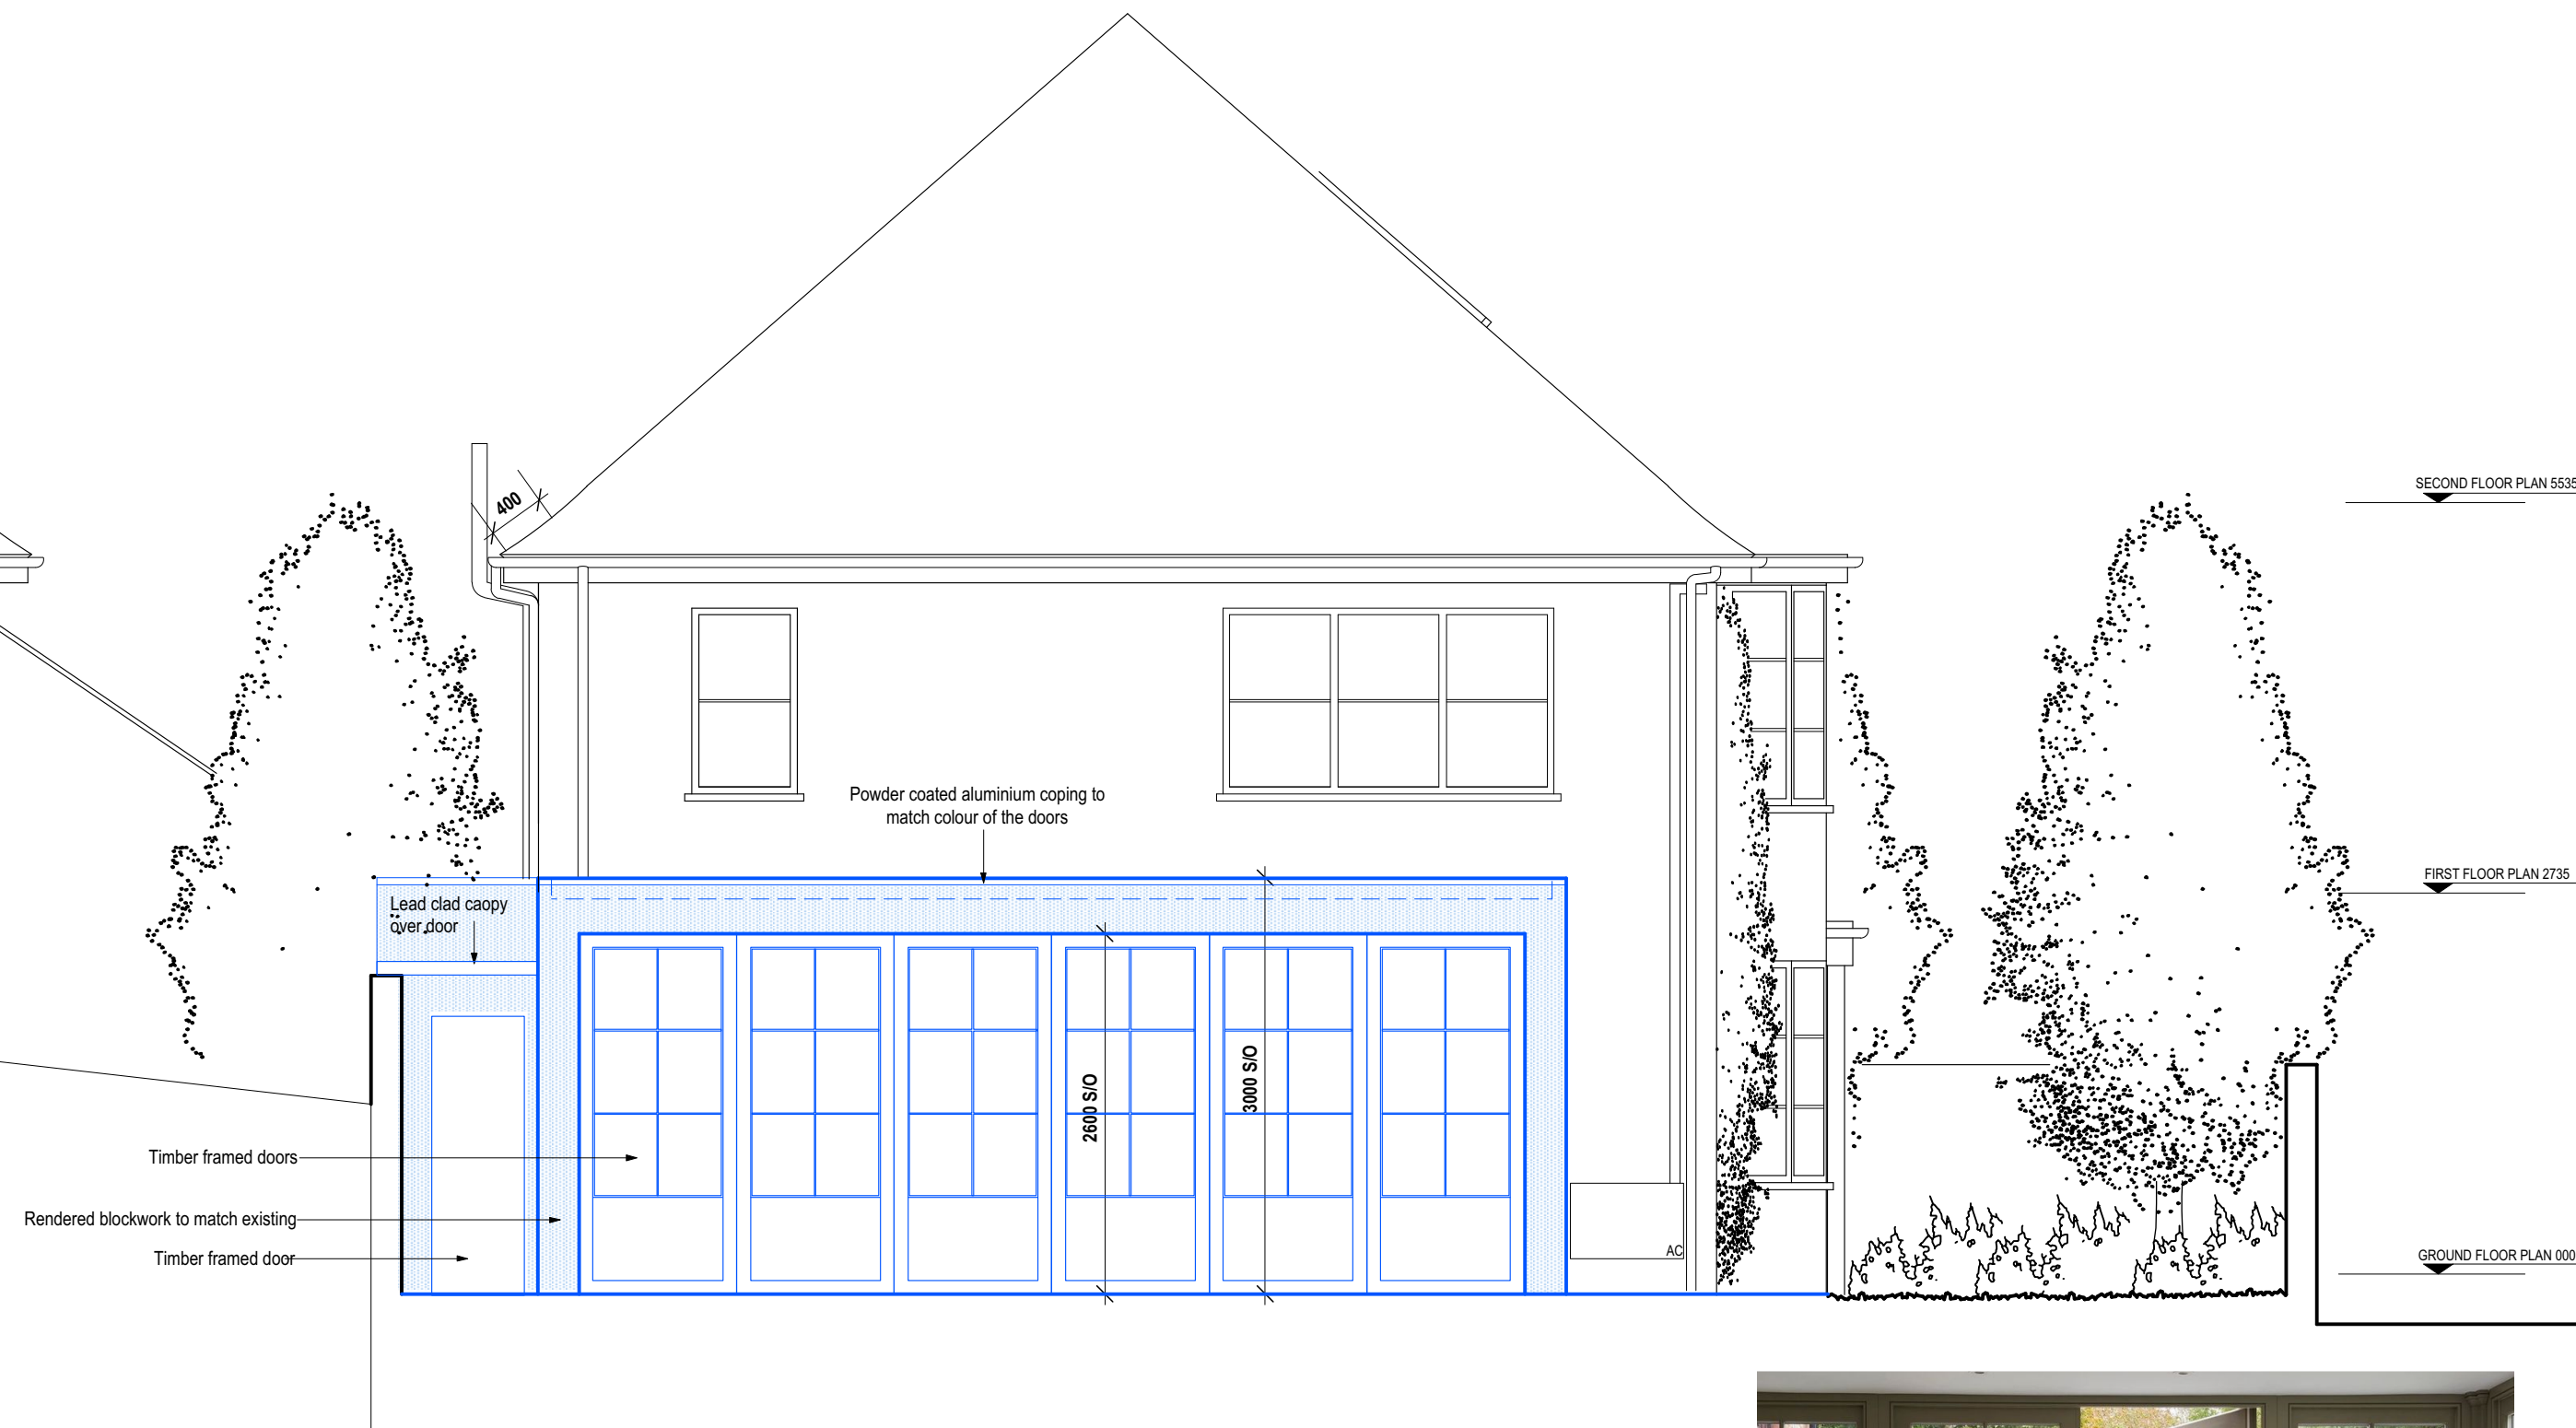 400
SECOND FLOOR PLAN 5535
Powder coated aluminium coping to
match colour of the doors
FIRST FLOOR PLAN 2735
Lead clad caopy
over door
2600 S/O
3000 S/O
Timber framed doors
Rendered blockwork to match existing
Timber framed door
AC
GROUND FLOOR PLAN 000